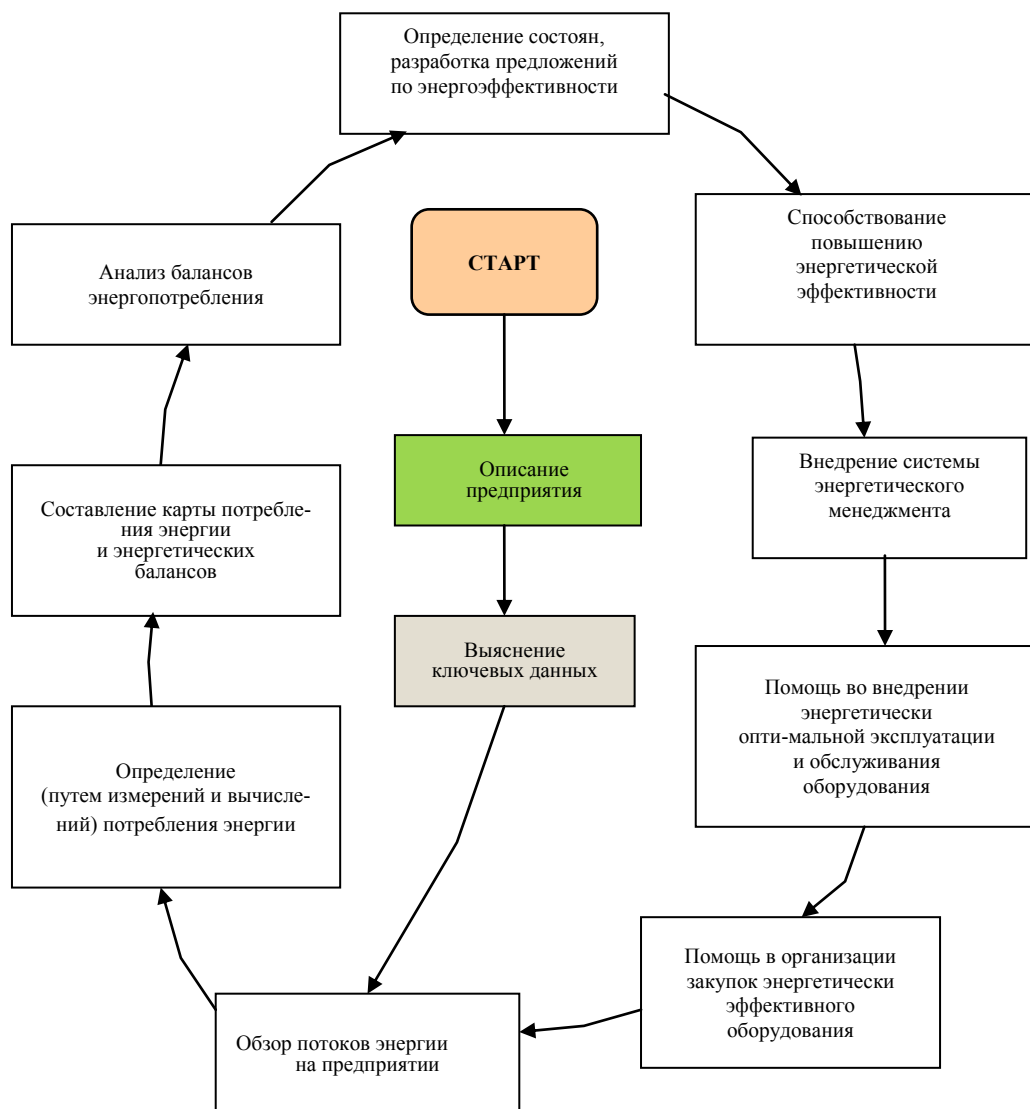 Определение состоян,
разработка предложений
по энергоэффективности
Анализ балансов
энергопотребления
СТАРТ
Способствование
повышению
энергетической
эффективности
Описание
предприятия
Составление карты потребле-
ния энергии
и энергетических
балансов
Внедрение системы
энергетического
менеджмента
Выяснение
ключевых данных
Помощь во внедрении
энергетически
опти-мальной эксплуатации
и обслуживания
оборудования
Определение
(путем измерений и вычисле-
ний) потребления энергии
Помощь в организации
закупок энергетически
эффективного
оборудования
Обзор потоков энергии
на предприятии